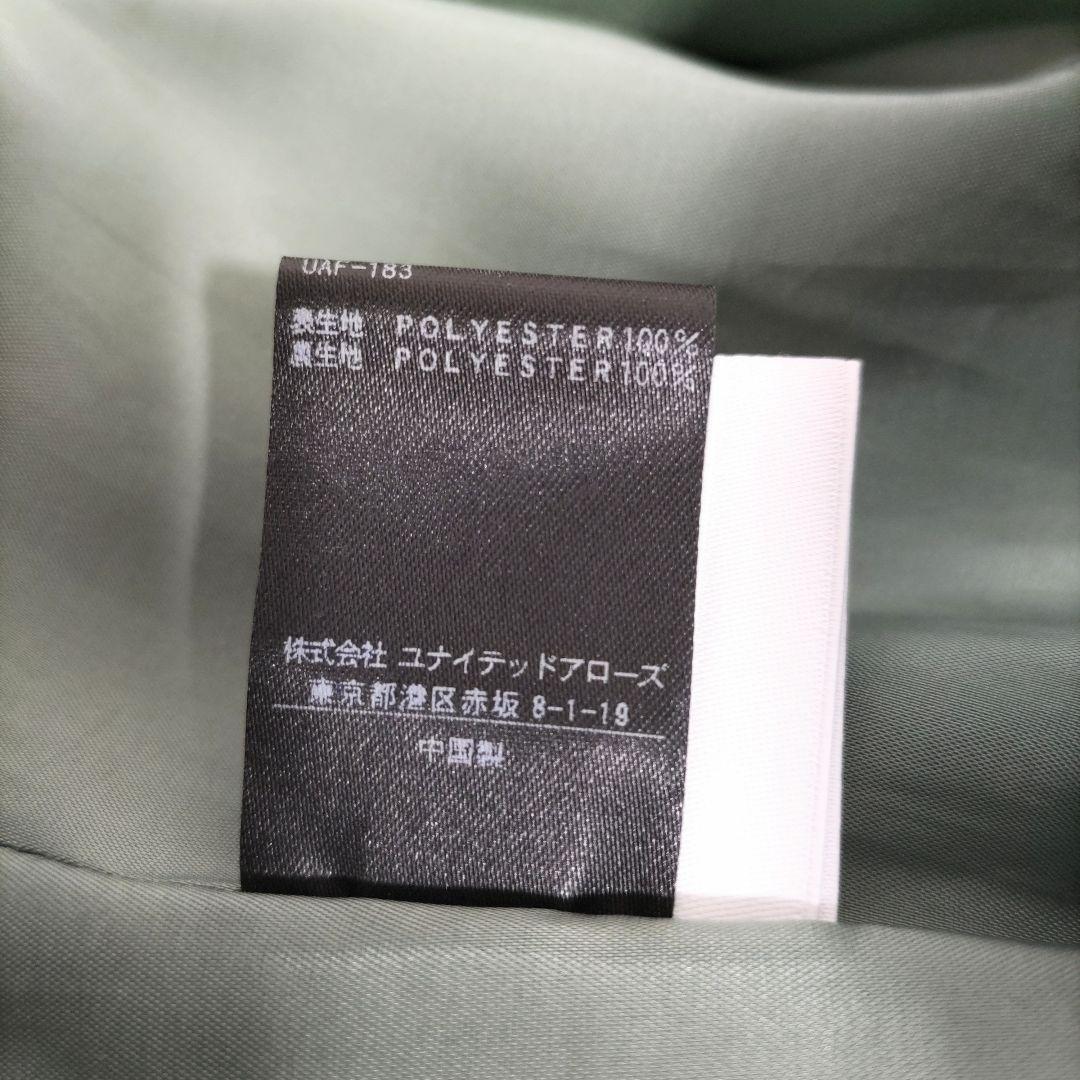 UAF-183
表生地 POLYESTER100%
裏生地 POLYESTER100%
株式会社 ユナイテッドアローズ
東京都港区赤坂 8-1-19
中国製